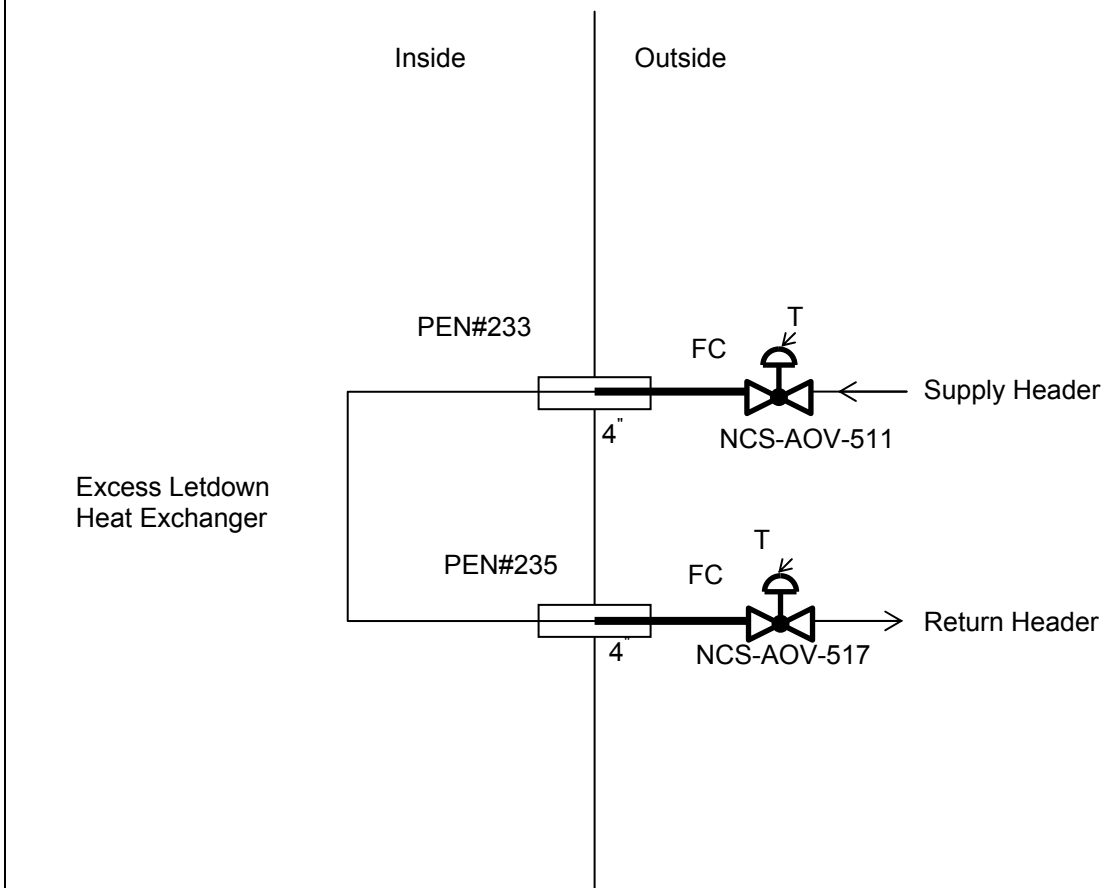 Inside
Outside
PEN#233
FC
T
Supply Header
4"
NCS-AOV-511
Excess Letdown
Heat Exchanger
PEN#235
FC
T
Return Header
4"
NCS-AOV-517